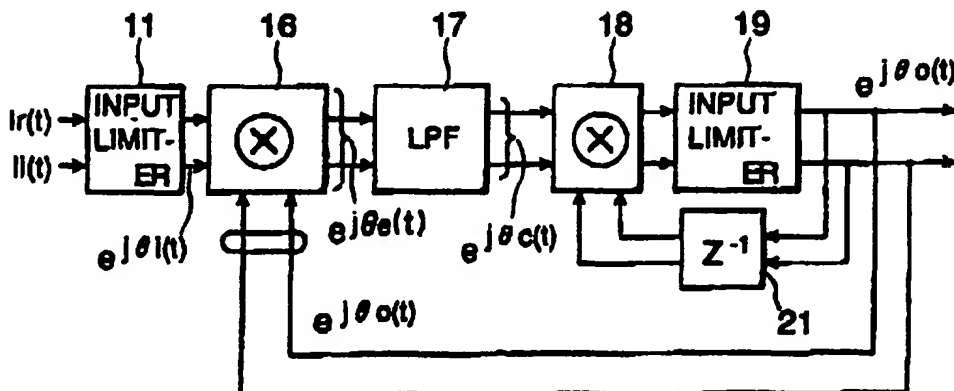 11
16
17
18
19
e^{jθo(t)}
Ir(t)
Ii(t)
INPUT
LIMIT-
ER
LPF
INPUT
LIMIT-
ER
e^{jθi(t)}
e^{jθe(t)}
e^{jθc(t)}
Z^{-1}
21
e^{jθo(t)}